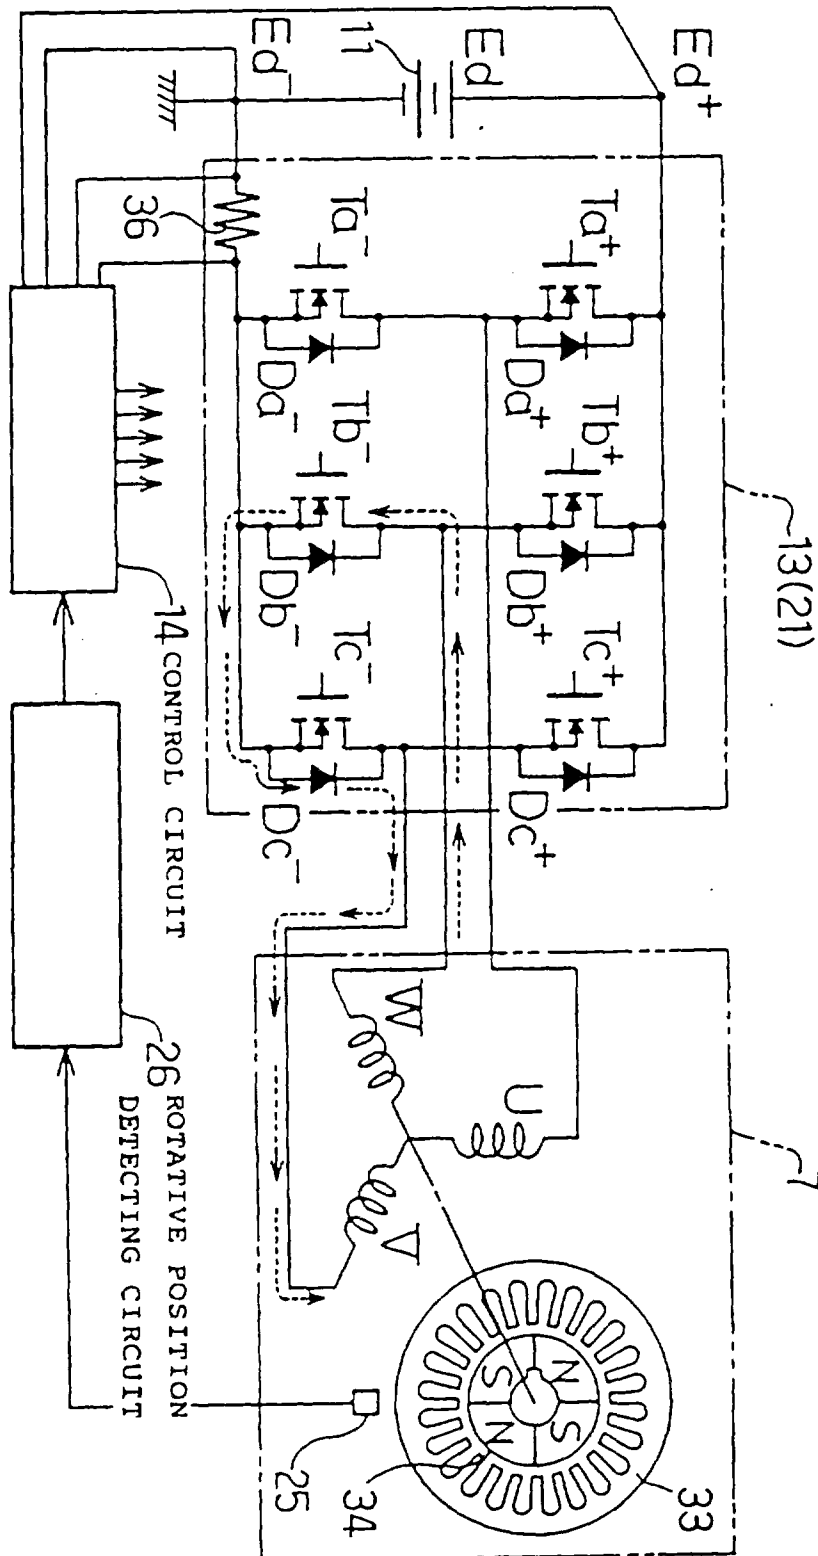 13(21)
7
Ed+
33
Ta+
Tb+
Tc+
Da+
Db+
Dc+
U
N
S
S
N
Ed
11
W
V
Ta-
Tb-
Tc-
34
Ed-
Da-
Db-
Dc-
25
36
14 CONTROL CIRCUIT
26 ROTATIVE POSITION
DETECTING CIRCUIT